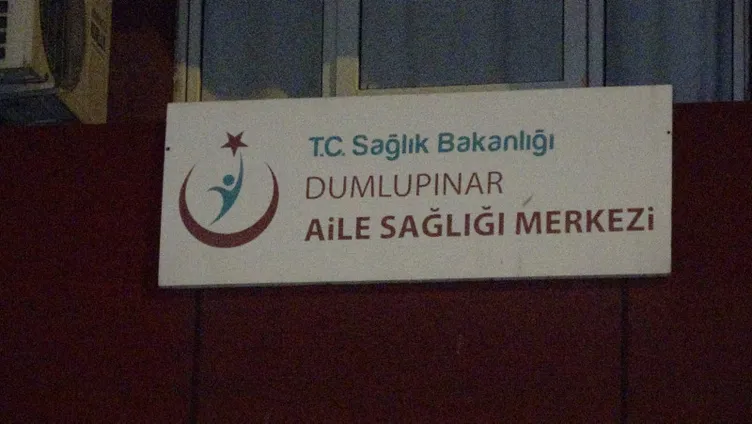 T.C. Sağlık Bakanlığı
DUMLUPINAR
AiLE SAĞLIĞI MERKEZi